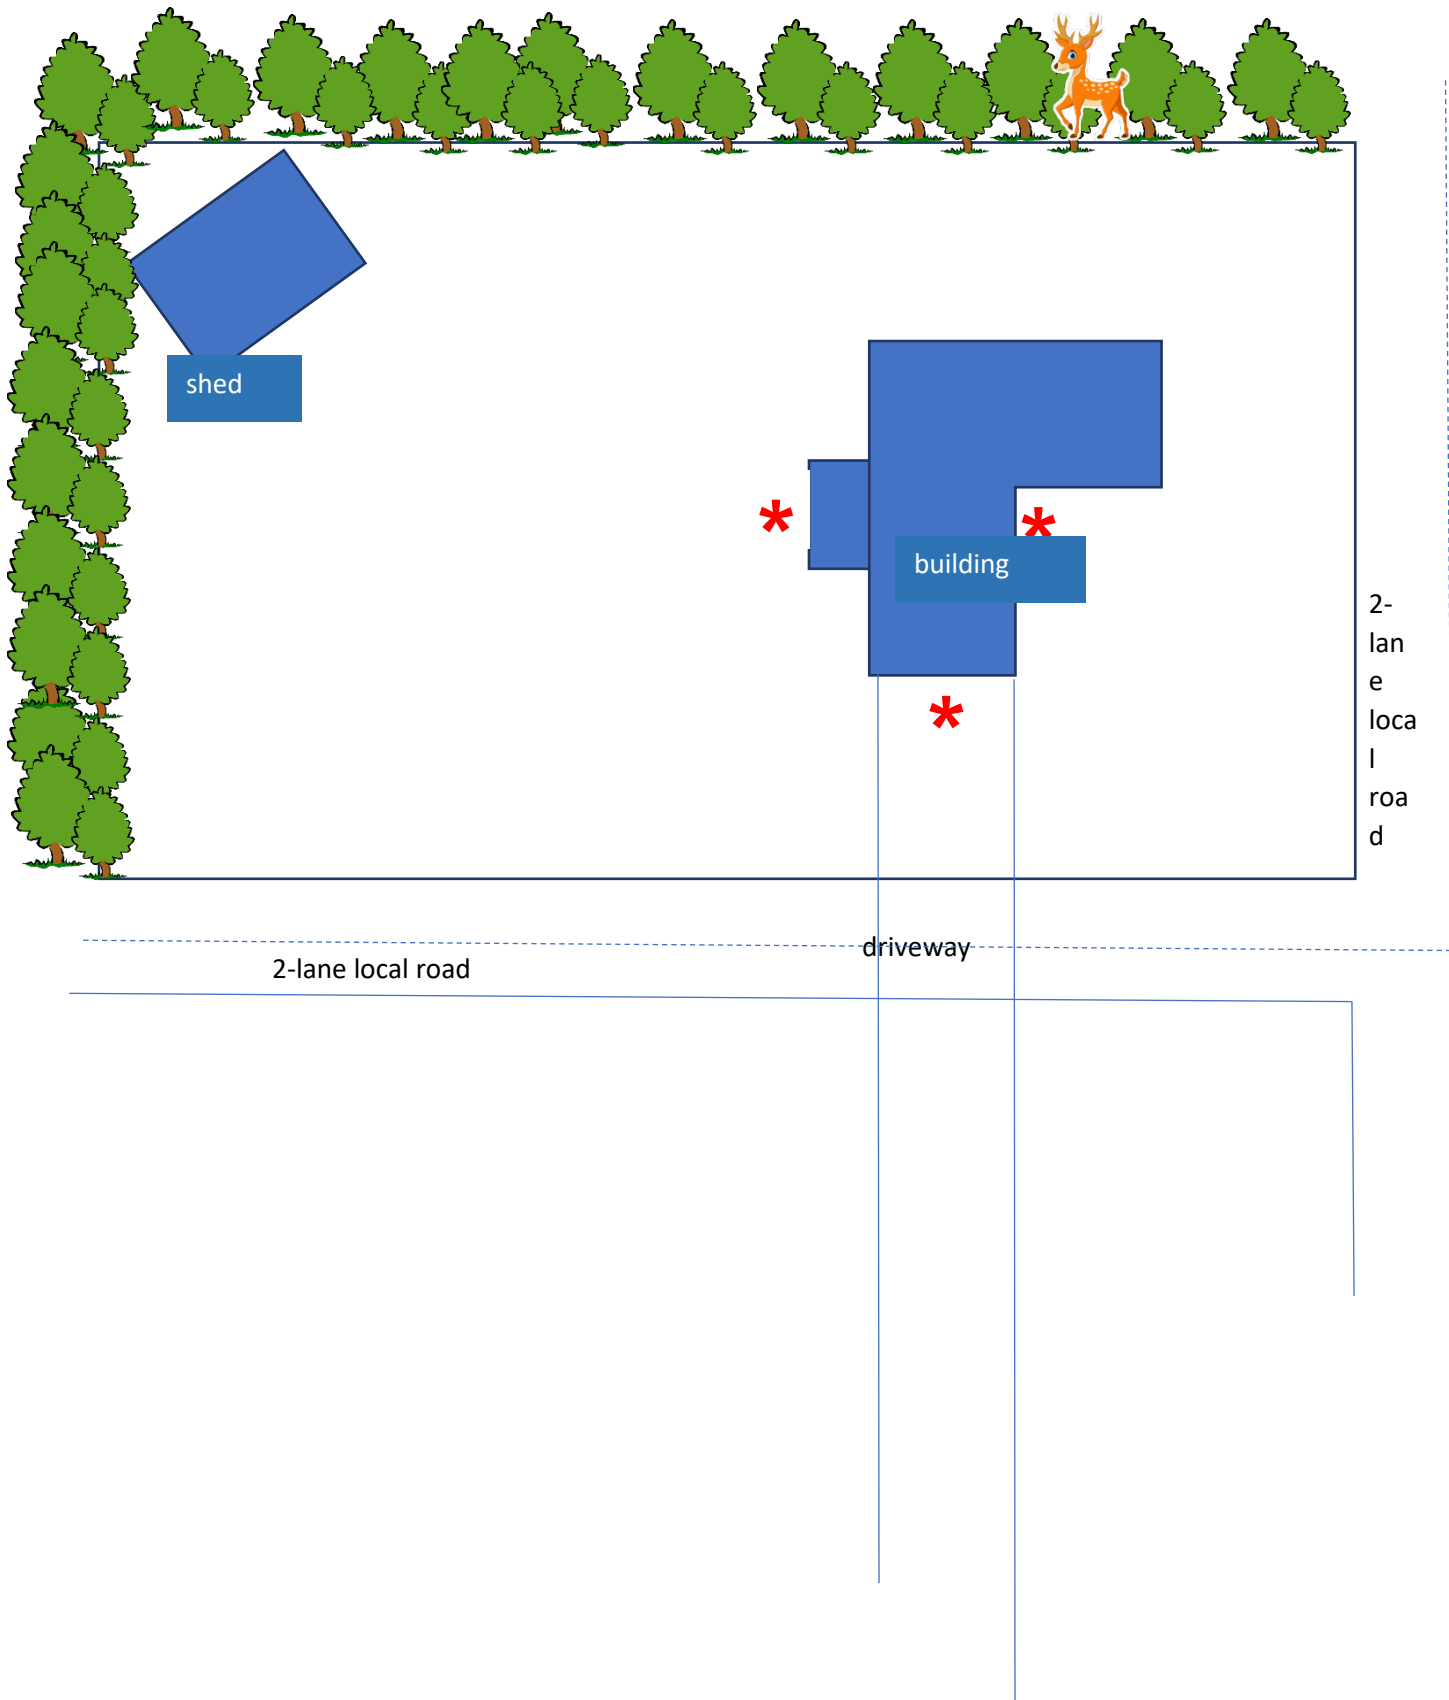 shed
building
2-
lan
e
loca
l
roa
d
driveway
2-lane local road